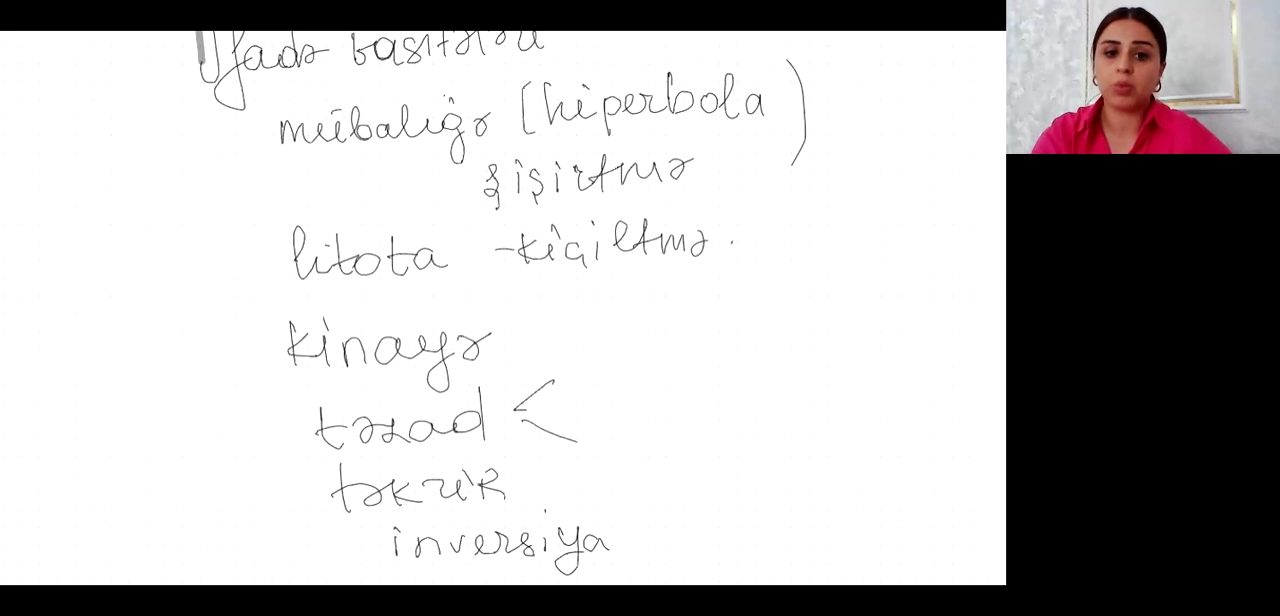 İfadə vasitələri
mübaliğə (hiperbola)
şişirtmə
litota - kiçiltmə.
kinayə
təzad <
təkrir
inversiya